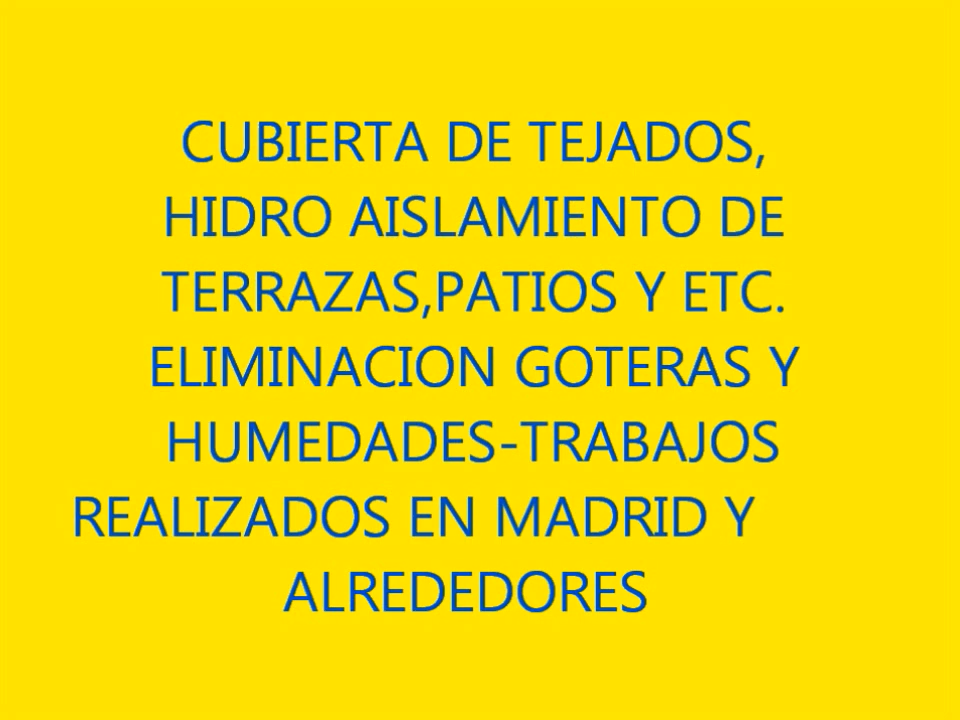 CUBIERTA DE TEJADOS,
HIDRO AISLAMIENTO DE
TERRAZAS,PATIOS Y ETC.
ELIMINACION GOTERAS Y
HUMEDADES-TRABAJOS
REALIZADOS EN MADRID Y
ALREDEDORES